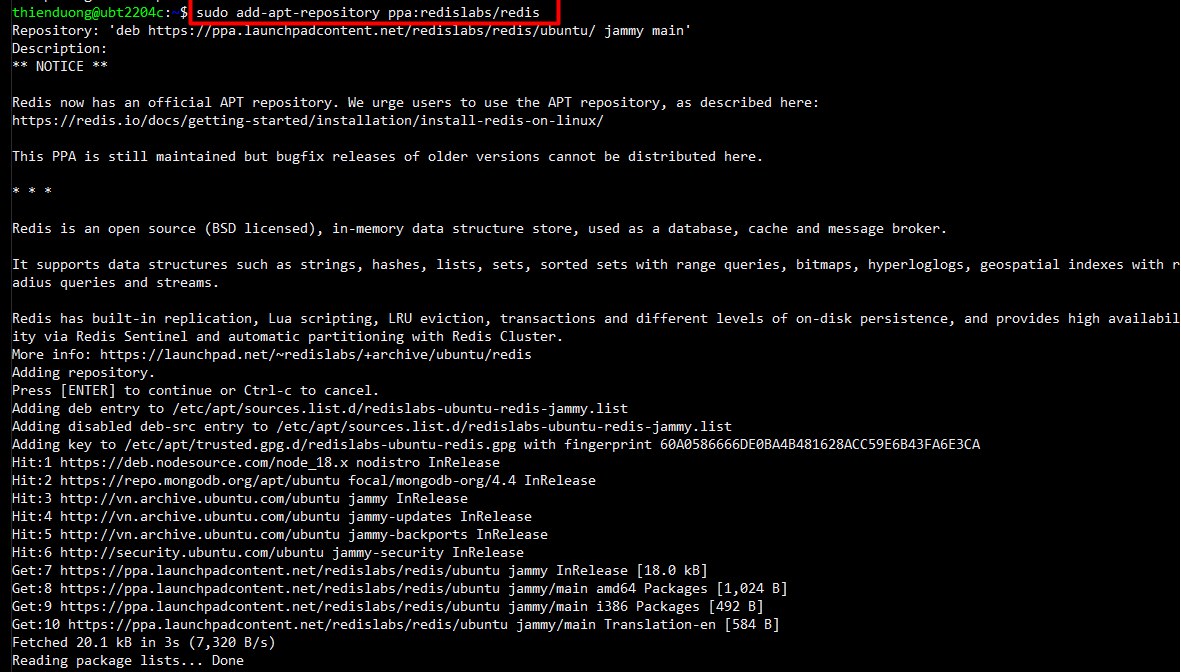 thienduong@ubt2204c:~$ sudo add-apt-repository ppa:redislabs/redis
Repository: 'deb https://ppa.launchpadcontent.net/redislabs/redis/ubuntu/ jammy main'
Description:
** NOTICE **
Redis now has an official APT repository. We urge users to use the APT repository, as described here:
https://redis.io/docs/getting-started/installation/install-redis-on-linux/
This PPA is still maintained but bugfix releases of older versions cannot be distributed here.
* * *
Redis is an open source (BSD licensed), in-memory data structure store, used as a database, cache and message broker.
It supports data structures such as strings, hashes, lists, sets, sorted sets with range queries, bitmaps, hyperloglogs, geospatial indexes with r
adius queries and streams.
Redis has built-in replication, Lua scripting, LRU eviction, transactions and different levels of on-disk persistence, and provides high availabil
ity via Redis Sentinel and automatic partitioning with Redis Cluster.
More info: https://launchpad.net/~redislabs/+archive/ubuntu/redis
Adding repository.
Press [ENTER] to continue or Ctrl-c to cancel.
Adding deb entry to /etc/apt/sources.list.d/redislabs-ubuntu-redis-jammy.list
Adding disabled deb-src entry to /etc/apt/sources.list.d/redislabs-ubuntu-redis-jammy.list
Adding key to /etc/apt/trusted.gpg.d/redislabs-ubuntu-redis.gpg with fingerprint 60A0586666DE0BA4B481628ACC59E6B43FA6E3CA
Hit:1 https://deb.nodesource.com/node_18.x nodistro InRelease
Hit:2 https://repo.mongodb.org/apt/ubuntu focal/mongodb-org/4.4 InRelease
Hit:3 http://vn.archive.ubuntu.com/ubuntu jammy InRelease
Hit:4 http://vn.archive.ubuntu.com/ubuntu jammy-updates InRelease
Hit:5 http://vn.archive.ubuntu.com/ubuntu jammy-backports InRelease
Hit:6 http://security.ubuntu.com/ubuntu jammy-security InRelease
Get:7 https://ppa.launchpadcontent.net/redislabs/redis/ubuntu jammy InRelease [18.0 kB]
Get:8 https://ppa.launchpadcontent.net/redislabs/redis/ubuntu jammy/main amd64 Packages [1,024 B]
Get:9 https://ppa.launchpadcontent.net/redislabs/redis/ubuntu jammy/main i386 Packages [492 B]
Get:10 https://ppa.launchpadcontent.net/redislabs/redis/ubuntu jammy/main Translation-en [584 B]
Fetched 20.1 kB in 3s (7,320 B/s)
Reading package lists... Done